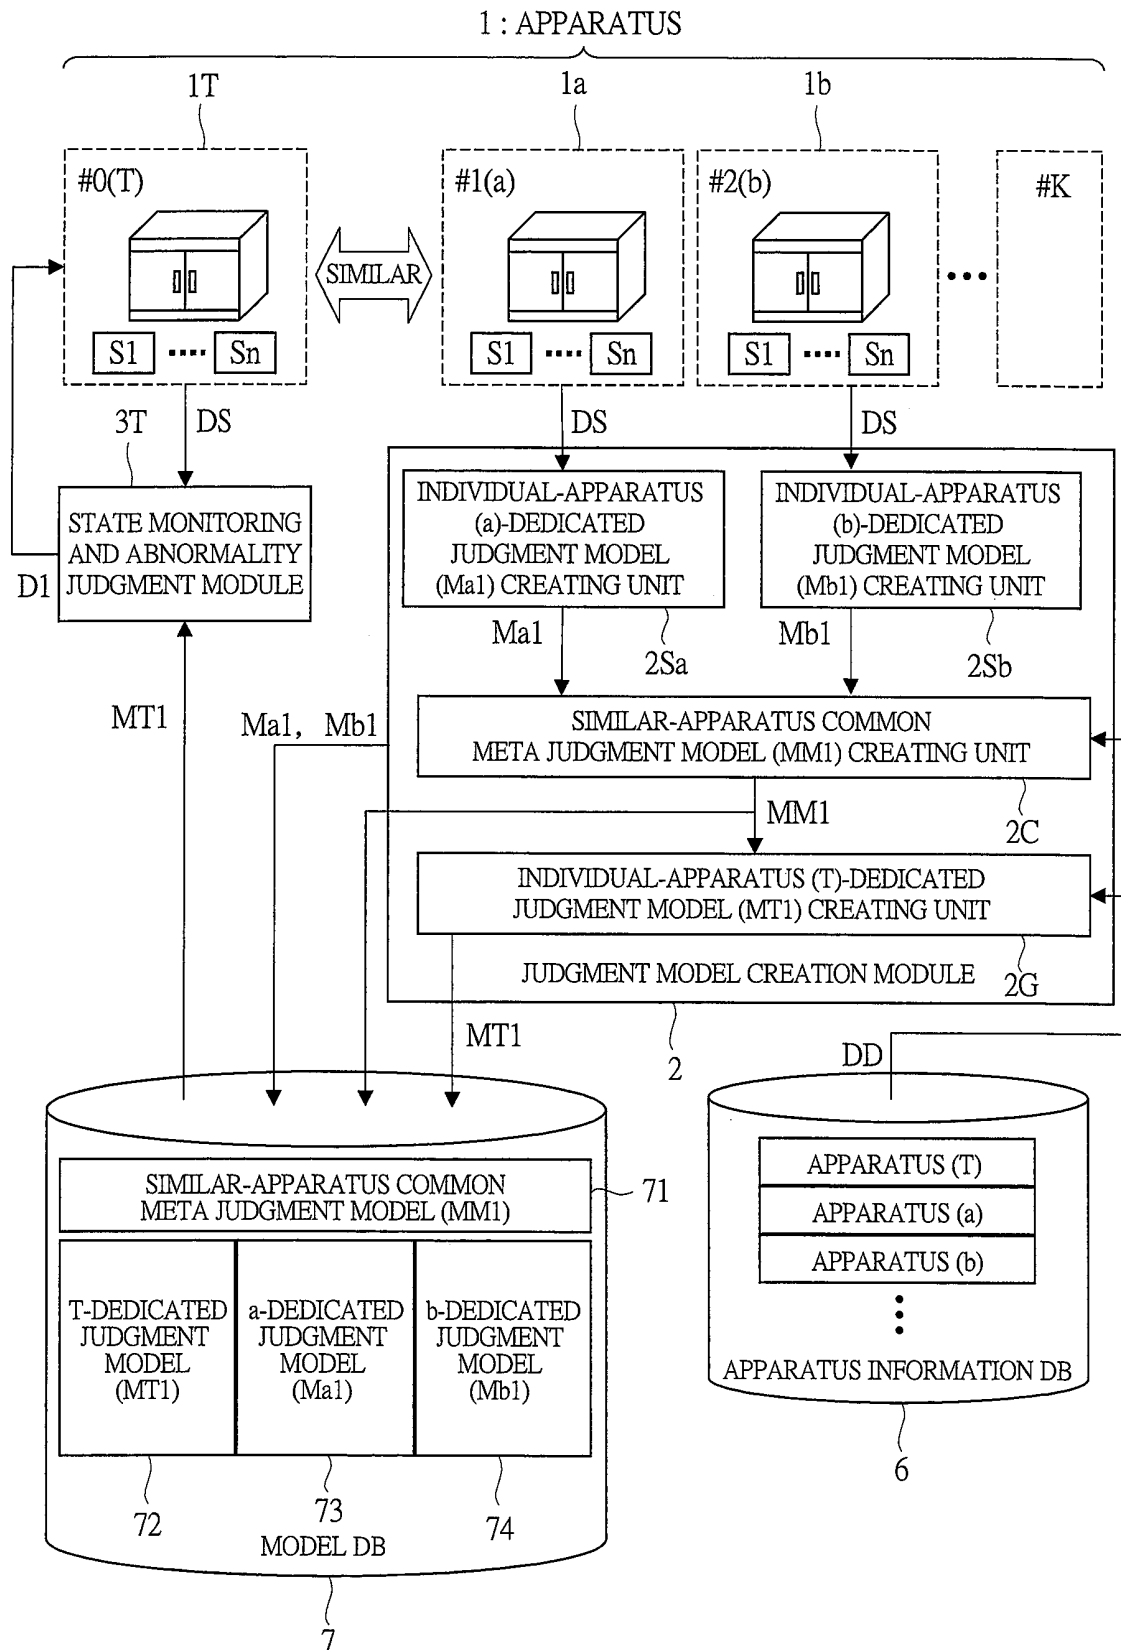 1 : APPARATUS
1T
1a
1b
#0(T)
#1(a)
#2(b)
#K
SIMILAR
S1 ····· Sn
S1 ····· Sn
S1 ····· Sn
3T
DS
DS
DS
STATE MONITORING
AND ABNORMALITY
JUDGMENT MODULE
D1
INDIVIDUAL-APPARATUS
(a)-DEDICATED
JUDGMENT MODEL
(Ma1) CREATING UNIT
INDIVIDUAL-APPARATUS
(b)-DEDICATED
JUDGMENT MODEL
(Mb1) CREATING UNIT
Ma1
2Sa
Mb1
2Sb
MT1
Ma1, Mb1
SIMILAR-APPARATUS COMMON
META JUDGMENT MODEL (MM1) CREATING UNIT
MM1
2C
INDIVIDUAL-APPARATUS (T)-DEDICATED
JUDGMENT MODEL (MT1) CREATING UNIT
JUDGMENT MODEL CREATION MODULE
2G
MT1
2
DD
SIMILAR-APPARATUS COMMON
META JUDGMENT MODEL (MM1)
71
T-DEDICATED
JUDGMENT
MODEL
(MT1)
a-DEDICATED
JUDGMENT
MODEL
(Ma1)
b-DEDICATED
JUDGMENT
MODEL
(Mb1)
72
73
74
MODEL DB
7
APPARATUS (T)
APPARATUS (a)
APPARATUS (b)
APPARATUS INFORMATION DB
6